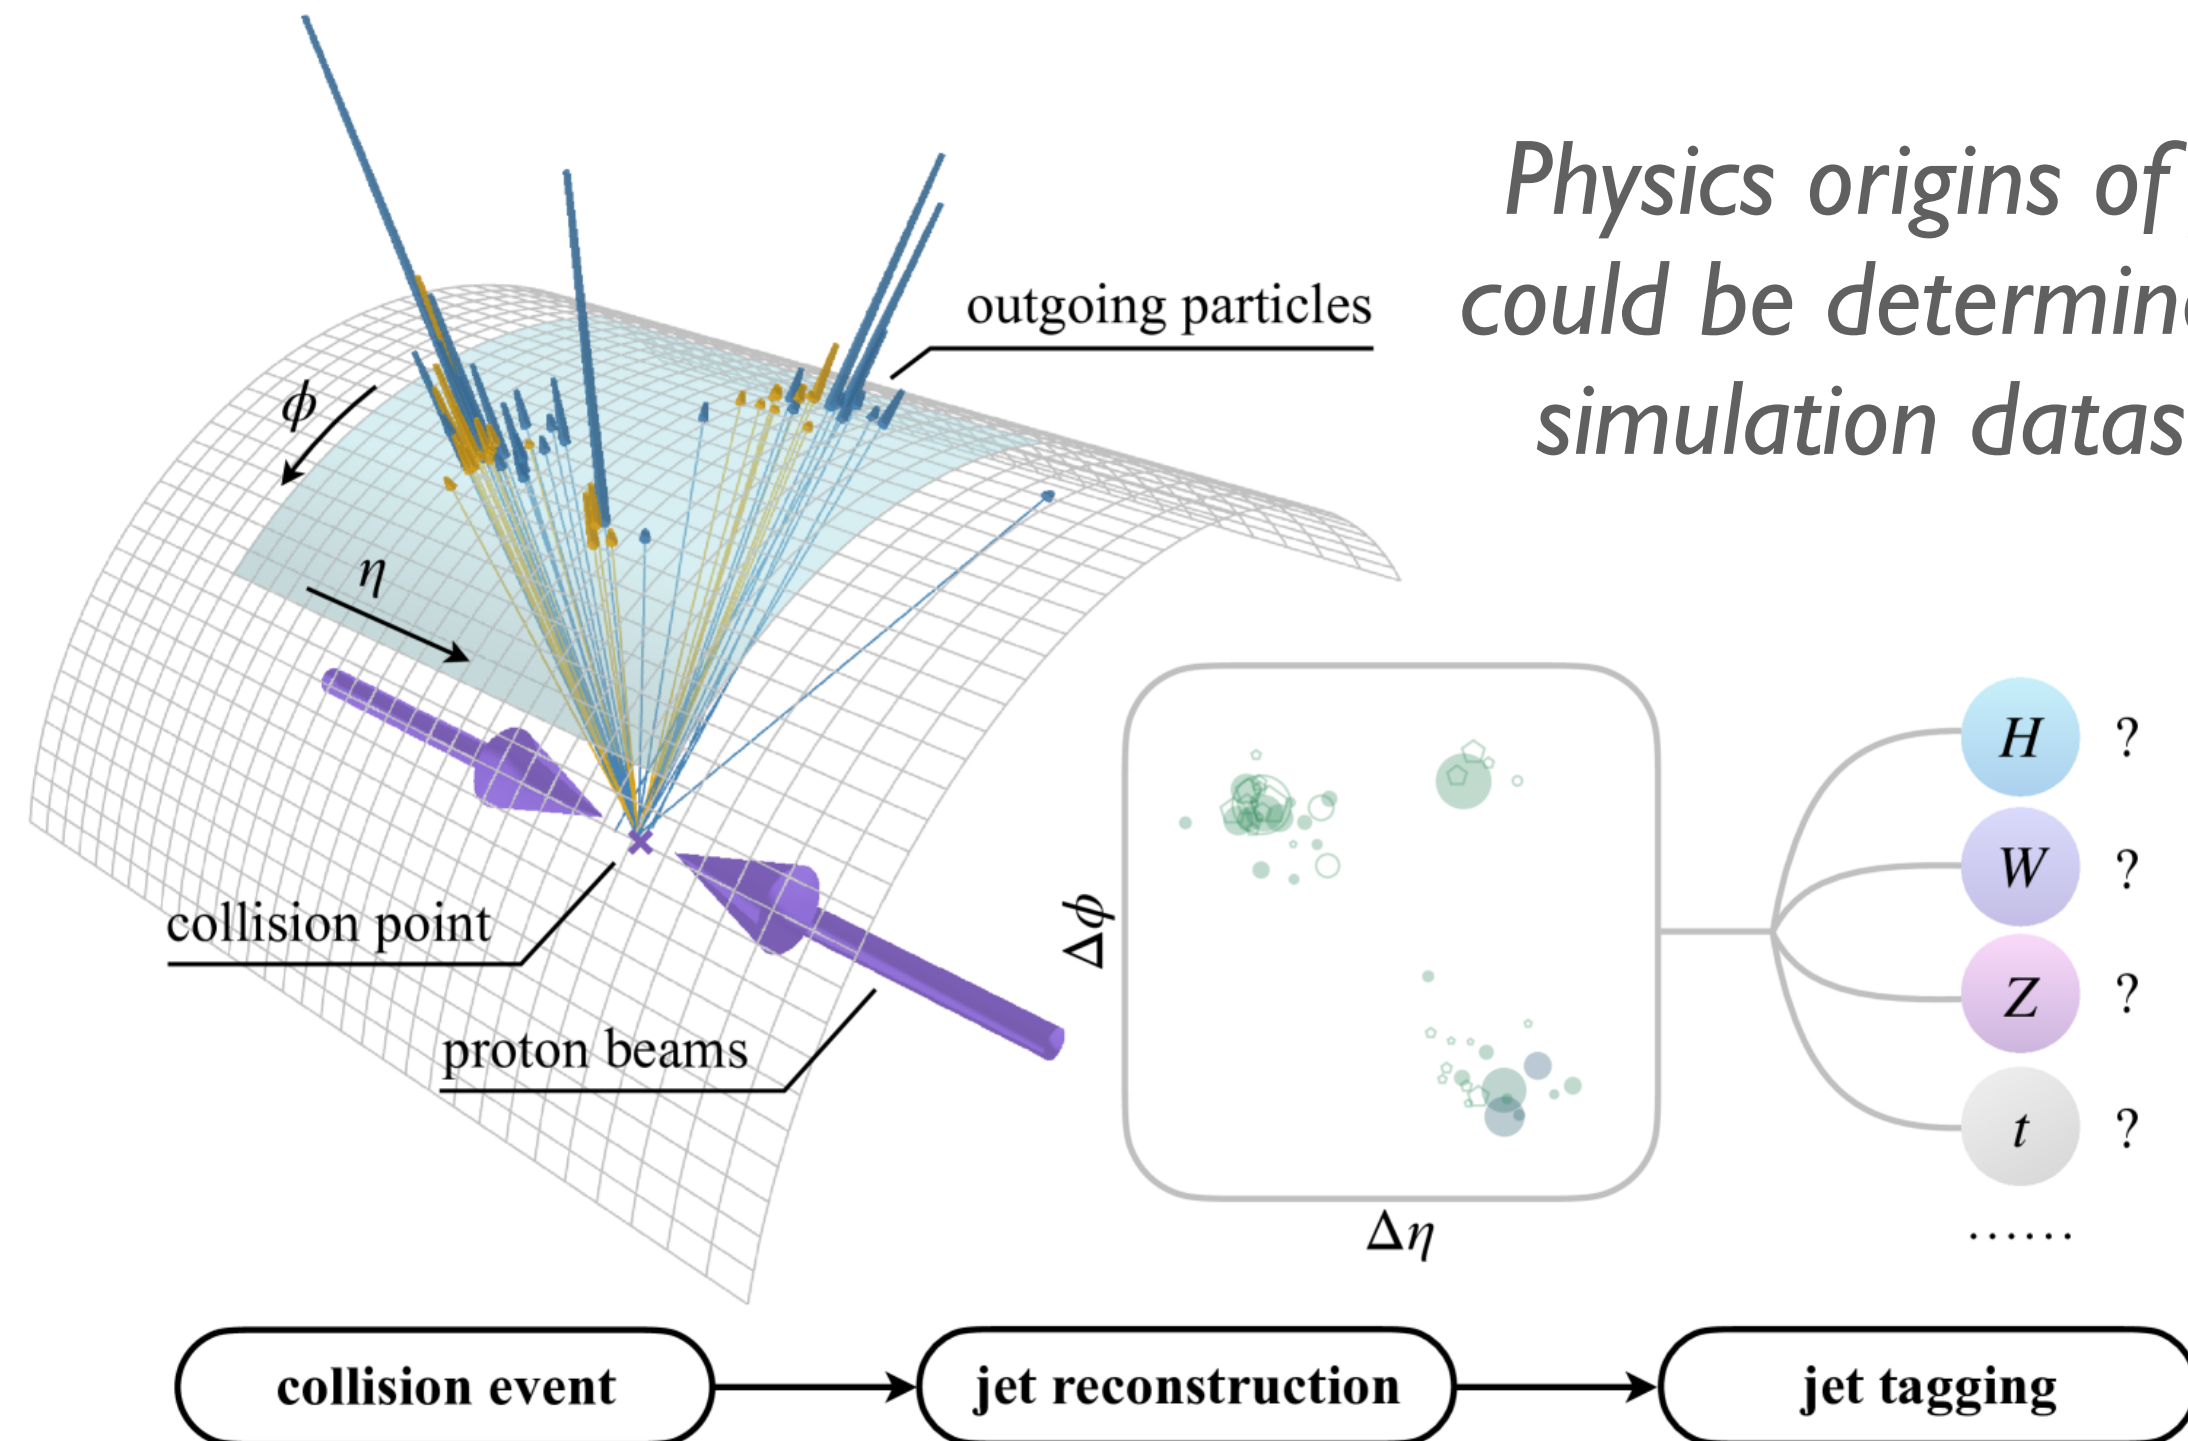 Physics origins of
could be determin
simulation datas
outgoing particles
ϕ
η
collision point
proton beams
Δϕ
Δη
H ?
W ?
Z ?
t ?
......
collision event
jet reconstruction
jet tagging